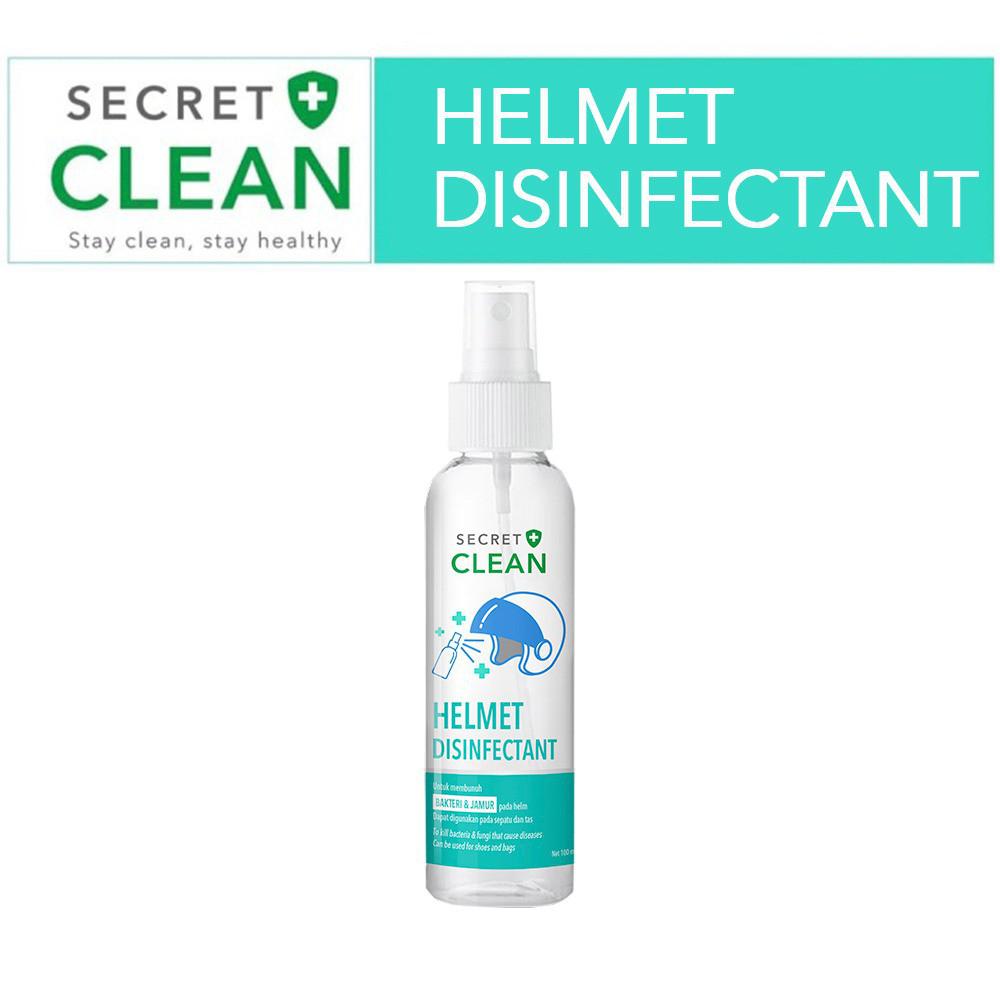 SECRET
CLEAN
Stay clean, stay healthy
HELMET
DISINFECTANT
SECRET
CLEAN
HELMET
DISINFECTANT
Untuk membunuh
BAKTERI & JAMUR pada helm
Dapat digunakan pada sepatu dan tas
To kill bacteria & fungi that cause diseases
Can be used for shoes and bags
Net 100 m